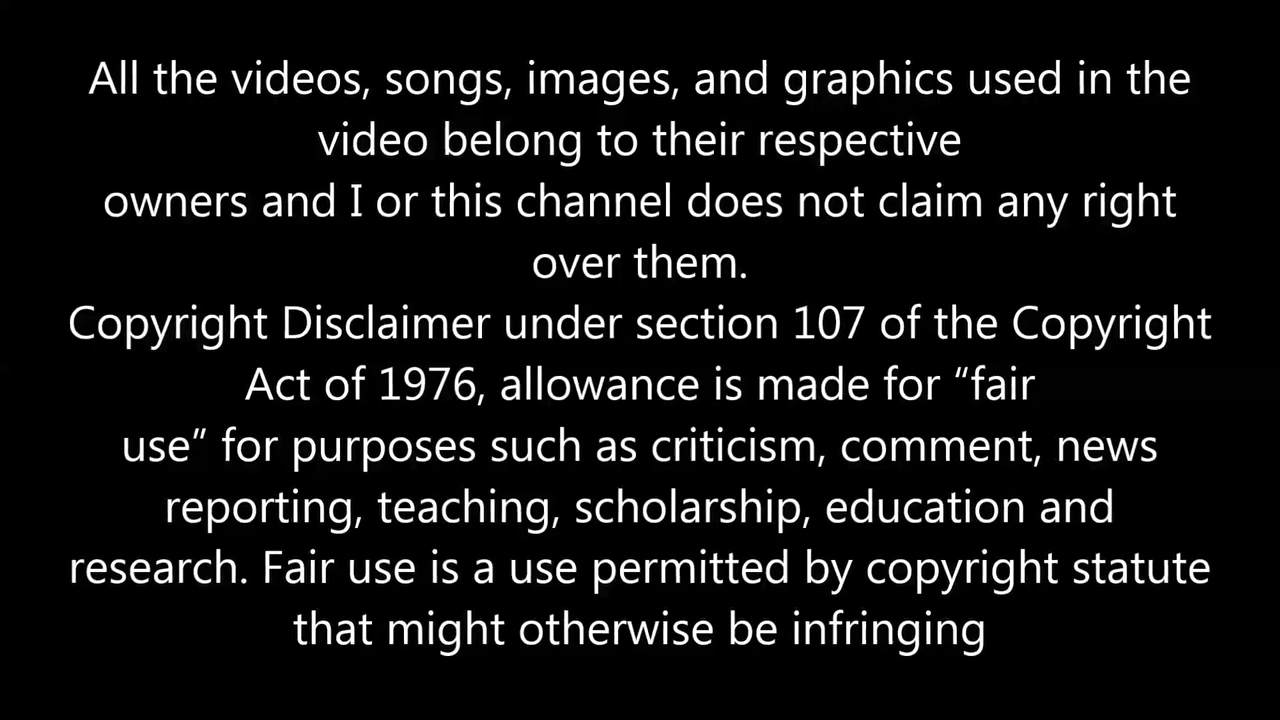 All the videos, songs, images, and graphics used in the
video belong to their respective
owners and I or this channel does not claim any right
over them.
Copyright Disclaimer under section 107 of the Copyright
Act of 1976, allowance is made for “fair
use” for purposes such as criticism, comment, news
reporting, teaching, scholarship, education and
research. Fair use is a use permitted by copyright statute
that might otherwise be infringing